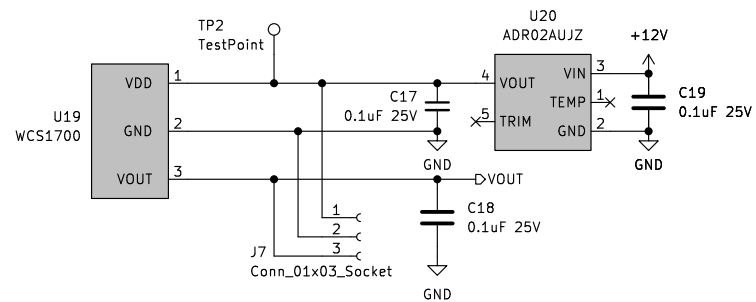 TP2
TestPoint
U20
ADR02AUJZ
+12V
VDD 1
4 VOUT
VIN 3
C17
0.1uF 25V
C19
0.1uF 25V
U19
WCS1700
TEMP 1
5 TRIM
GND 2
GND 2
GND
GND
VOUT 3
VOUT
1
2
3
C18
0.1uF 25V
J7
Conn_01x03_Socket
GND